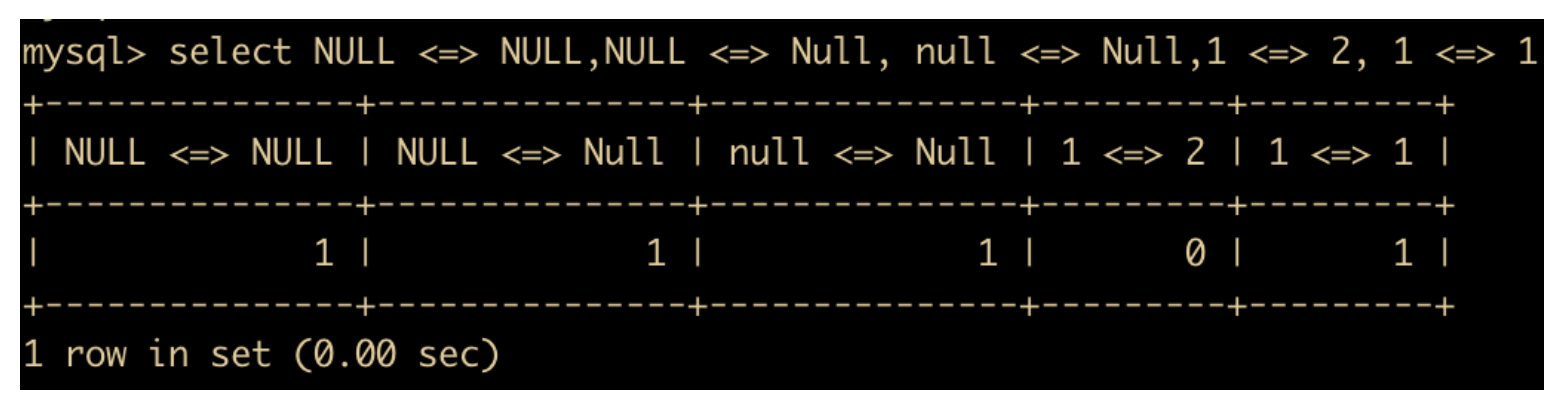 mysql> select NULL <=> NULL,NULL <=> Null, null <=> Null,1 <=> 2, 1 <=> 1
+---------------+---------------+---------------+---------+---------+
| NULL <=> NULL | NULL <=> Null | null <=> Null | 1 <=> 2 | 1 <=> 1 |
+---------------+---------------+---------------+---------+---------+
|             1 |             1 |             1 |       0 |       1 |
+---------------+---------------+---------------+---------+---------+
1 row in set (0.00 sec)